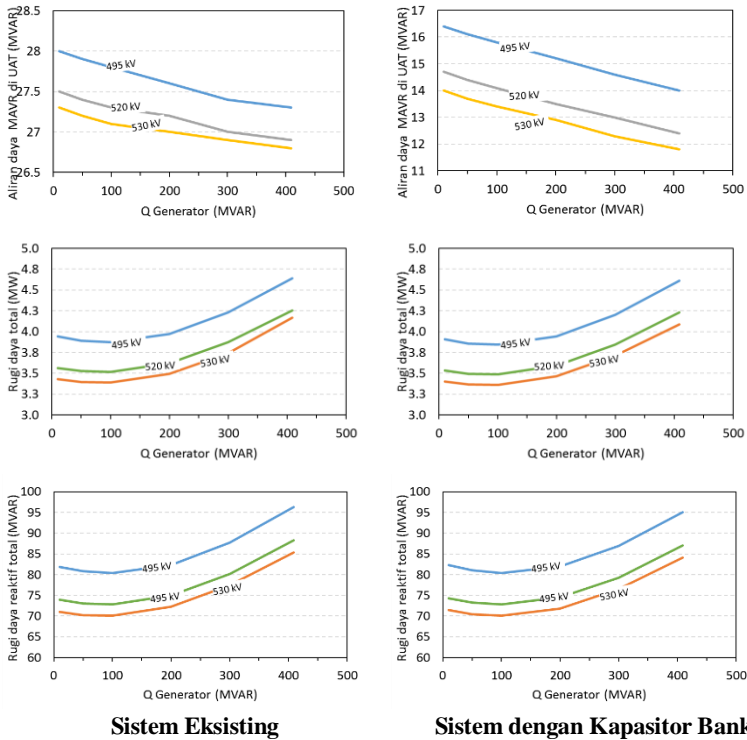 Aliran daya MAVR di UAT (MVAR)
28.5
28
27.5
27
26.5
495 kV
520 kV
530 kV
0 100 200 300 400 500
Q Generator (MVAR)
Aliran daya MAVR di UAT (MVAR)
17
16
15
14
13
12
11
495 kV
520 kV
530 kV
0 100 200 300 400 500
Q Generator (MVAR)
Rugi daya total (MW)
5.0
4.8
4.5
4.3
4.0
3.8
3.5
3.3
3.0
495 kV
520 kV
530 kV
0 100 200 300 400 500
Q Generator (MVAR)
Rugi daya total (MW)
5.0
4.8
4.5
4.3
4.0
3.8
3.5
3.3
3.0
495 kV
520 kV
530 kV
0 100 200 300 400 500
Q Generator (MVAR)
Rugi daya reaktif total (MVAR)
100
95
90
85
80
75
70
65
60
495 kV
495 kV
530 kV
0 100 200 300 400 500
Q Generator (MVAR)
Rugi daya reaktif total (MVAR)
100
95
90
85
80
75
70
65
60
495 kV
495 kV
530 kV
0 100 200 300 400 500
Q Generator (MVAR)
Sistem Eksisting
Sistem dengan Kapasitor Bank